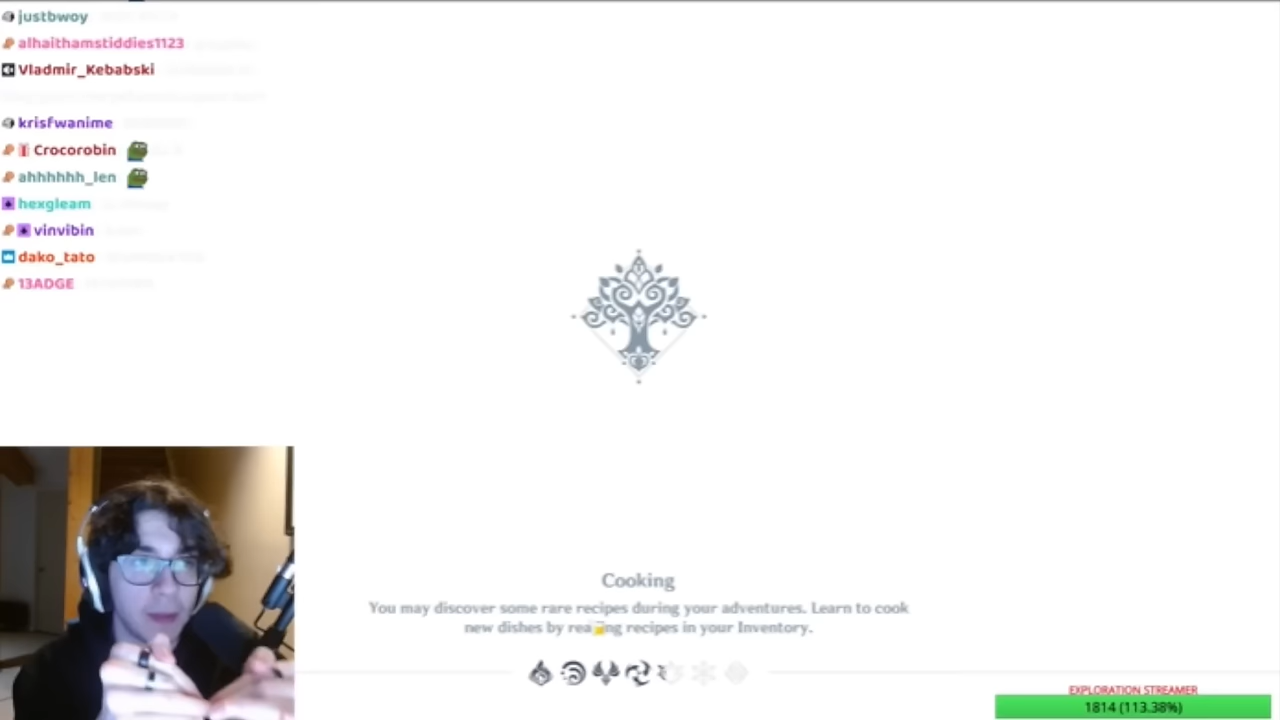 justbwoy
alhaithamstiddies1123
Vladmir_Kebabski
krisfwanime
Crocorobin
ahhhhhh_len
hexgleam
vinvibin
dako_tato
13ADGE
Cooking
You may discover some rare recipes during your adventures. Learn to cook
new dishes by reading recipes in your Inventory.
EXPLORATION STREAMER
1814 (113.38%)